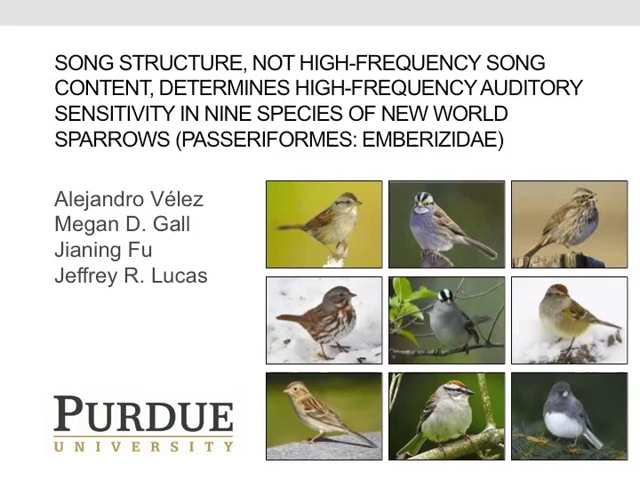 SONG STRUCTURE, NOT HIGH-FREQUENCY SONG
CONTENT, DETERMINES HIGH-FREQUENCY AUDITORY
SENSITIVITY IN NINE SPECIES OF NEW WORLD
SPARROWS (PASSERIFORMES: EMBERIZIDAE)
Alejandro Vélez
Megan D. Gall
Jianing Fu
Jeffrey R. Lucas
PURDUE
UNIVERSITY